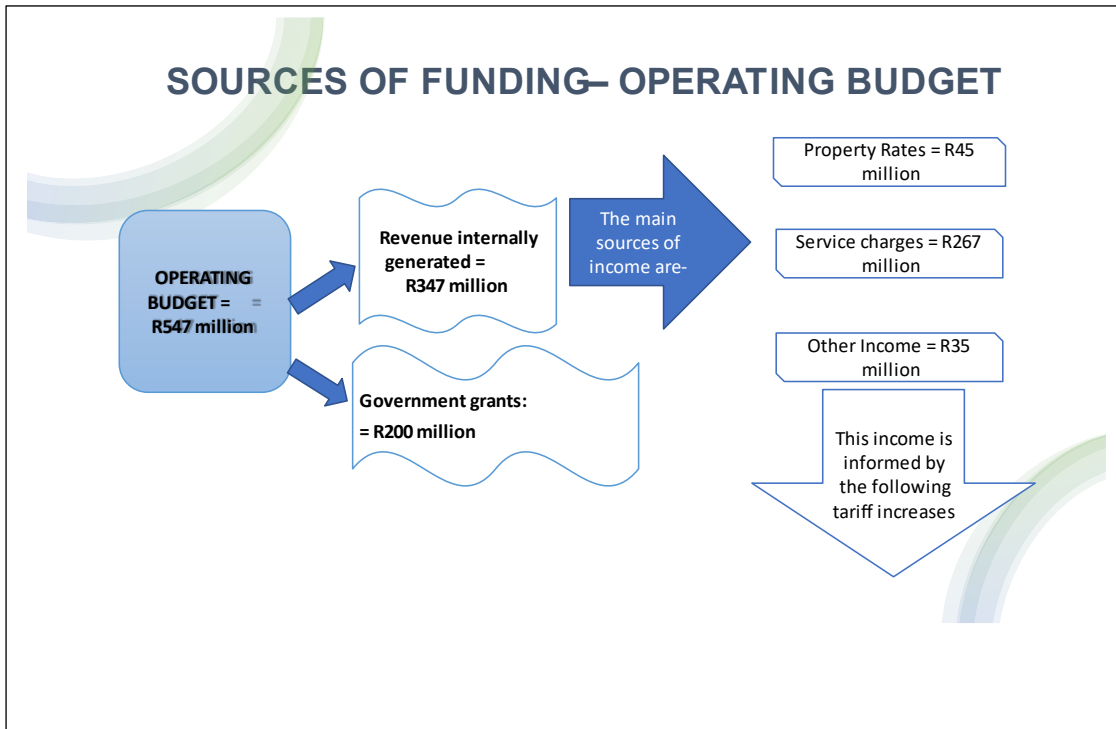 SOURCES OF FUNDING– OPERATING BUDGET
OPERATING
BUDGET = =
R547 million
Revenue internally
generated =
R347 million
Government grants:
= R200 million
The main
sources of
income are-
Property Rates = R45
million
Service charges = R267
million
Other Income = R35
million
This income is
informed by
the following
tariff increases